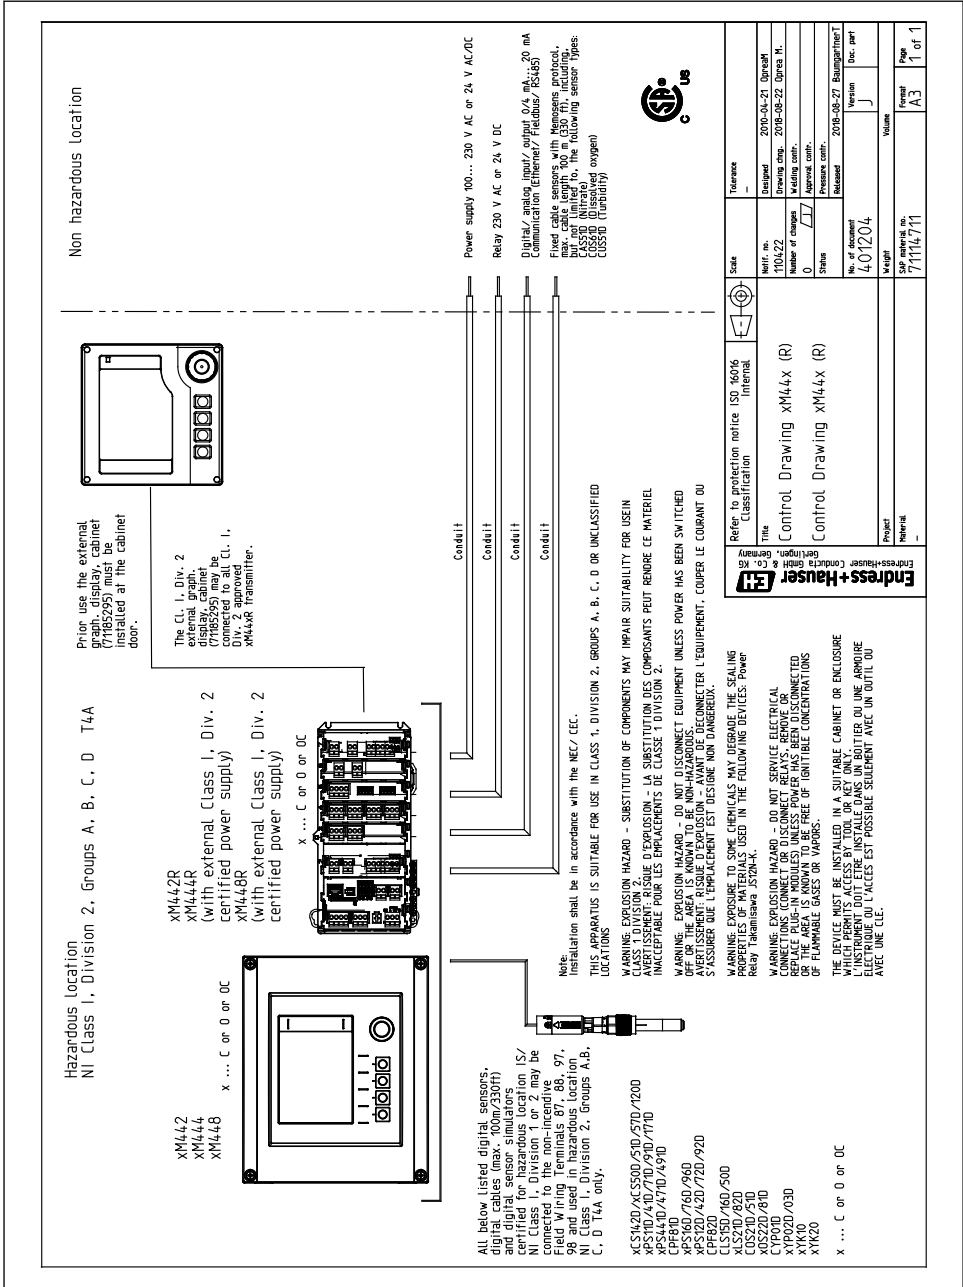 Hazardous location
NI Class I, Division 2, Groups A, B, C, D    T4A
Non hazardous location
xM442
xM444
xM448
x ... C or O or OC
xM442R
xM444R
(With external Class I, Div. 2
certified power supply)
xM448R
(With external Class I, Div. 2
certified power supply)
x ... C or O or OC
Prior use the external
graph. display, cabinet
(71185295) must be
installed at the cabinet
door.
The Cl. I, Div. 2
external graph.
display, cabinet
(71185295) may be
connected to all Cl. I,
Div. 2 approved
xM44xR transmitter.
Conduit
Conduit
Conduit
Conduit
Power supply 100... 230 V AC or 24 V AC/DC
Relay 230 V AC or 24 V DC
Digital/ analog input/ output 0/4 mA... 20 mA
Communication (Ethernet/ Fieldbus/ RS485)
Fixed cable sensors with Memosens protocol,
max. cable length 100 m (330 ft), including,
but not limited to, the following sensor types:
CAS51D (Nitrate)
COS61D (Dissolved oxygen)
CUS51D (Turbidity)
C US
All below listed digital sensors,
digital cables (max. 100m/330ft)
and digital sensor simulators
certified for hazardous location IS/
NI Class I, Division 1 or 2 may be
connected to the non-incendive
Field Wiring Terminals 87, 88, 97,
98 and used in hazardous location
NI Class I, Division 2, Groups A,B,
C, D T4A only.
xCS142D/xCS50D/51D/57D/120D
xPS11D/41D/71D/91D/171D
xPS441D/471D/491D
CPF81D
xPS16D/76D/96D
xPS12D/42D/72D/92D
CPF82D
CLS15D/16D/50D
xLS21D/82D
COS21D/51D
xOS22D/81D
CYP01D
xYP02D/03D
xYK10
xYK20
x ... C or O or OC
Note:
Installation shall be in accordance with the NEC/ CEC.
THIS APPARATUS IS SUITABLE FOR USE IN CLASS 1, DIVISION 2, GROUPS A, B, C, D OR UNCLASSIFIED
LOCATIONS
WARNING: EXPLOSION HAZARD - SUBSTITUTION OF COMPONENTS MAY IMPAIR SUITABILITY FOR USEIN
CLASS 1 DIVISION 2.
AVERTISSEMENT: RISQUE D'EXPLOSION - LA SUBSTITUTION DES COMPOSANTS PEUT RENDRE CE MATERIEL
INACCEPTABLE POUR LES EMPLACEMENTS DE CLASSE 1 DIVISION 2.
WARNING: EXPLOSION HAZARD - DO NOT DISCONNECT EQUIPMENT UNLESS POWER HAS BEEN SWITCHED
OFF OR THE AREA IS KNOWN TO BE NON-HAZARDOUS.
AVERTISSEMENT: RISQUE D'EXPLOSION - AVANT DE DECONNECTER L'EQUIPEMENT, COUPER LE COURANT OU
S'ASSURER QUE L'EMPLACEMENT EST DESIGNE NON DANGEREUX.
WARNING: EXPOSURE TO SOME CHEMICALS MAY DEGRADE THE SEALING
PROPERTIES OF MATERIALS USED IN THE FOLLOWING DEVICES: Power
Relay Takamisawa JS12N-K.
WARNING: EXPLOSION HAZARD - DO NOT SERVICE ELECTRICAL
CONNECTIONS (CONNECT OR DISCONNECT RELAYS, REMOVE OR
REPLACE PLUG-IN MODULES) UNLESS POWER HAS BEEN DISCONNECTED
OR THE AREA IS KNOWN TO BE FREE OF IGNITIBLE CONCENTRATIONS
OF FLAMMABLE GASES OR VAPORS.
THE DEVICE MUST BE INSTALLED IN A SUITABLE CABINET OR ENCLOSURE
WHICH PERMITS ACCESS BY TOOL OR KEY ONLY.
L'INSTRUMENT DOIT ETRE INSTALLE DANS UN BOITIER OU UNE ARMOIRE
ELECTRIQUE OU L'ACCES EST POSSIBLE SEULEMENT AVEC UN OUTIL OU
AVEC UNE CLE.
Endress+Hauser EH
Endress+Hauser Conducta GmbH & Co. KG
Gerlingen, Germany
Refer to protection notice ISO 16016
Classification Internal
Title
Control Drawing xM44x (R)
Control Drawing xM44x (R)
Project
Material
-
Scale
Tolerance
-
Notif. no.
110422
Number of changes
0
Status
Designed 2010-04-21 OpreaM
Drawing chng. 2018-08-22 Oprea M.
Welding contr.
Approval contr.
Pressure contr.
Released 2018-08-27 BaumgartnerT
No. of document
401204
Version
J
Doc. part
Weight
Volume
SAP material no.
71114711
Format
A3
Page
1 of 1